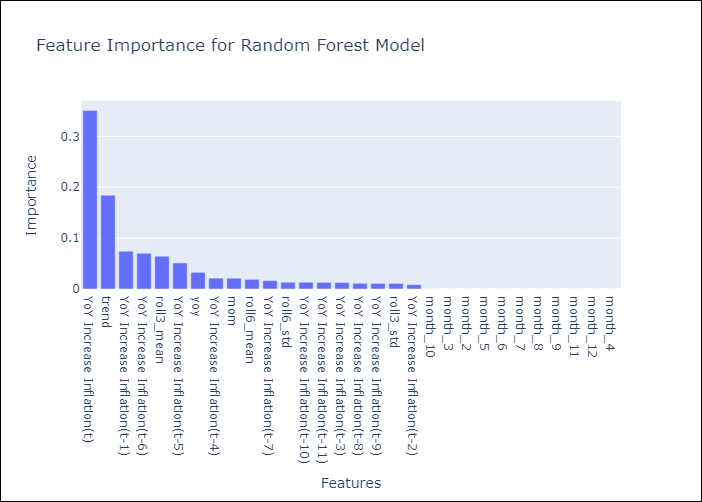 Feature Importance for Random Forest Model
Importance
0.3
0.2
0.1
0
YoY Increase Inflation(t)
trend
YoY Increase Inflation(t-1)
YoY Increase Inflation(t-6)
roll3_mean
YoY Increase Inflation(t-5)
yoy
YoY Increase Inflation(t-4)
mom
roll6_mean
YoY Increase Inflation(t-7)
roll6_std
YoY Increase Inflation(t-10)
YoY Increase Inflation(t-11)
YoY Increase Inflation(t-3)
YoY Increase Inflation(t-8)
YoY Increase Inflation(t-9)
roll3_std
YoY Increase Inflation(t-2)
month_10
month_3
month_2
month_5
month_6
month_7
month_8
month_9
month_11
month_12
month_4
Features